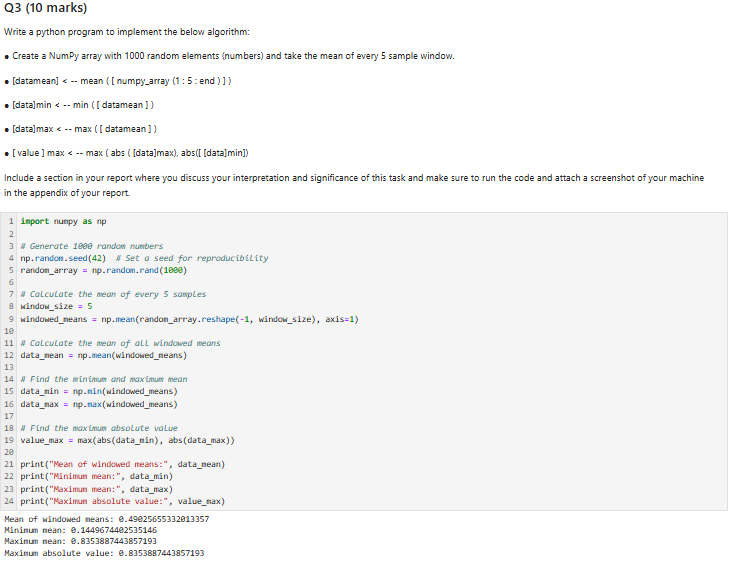 Q3 (10 marks)
Write a python program to implement the below algorithm:
• Create a NumPy array with 1000 random elements (numbers) and take the mean of every 5 sample window.
• [datamean] < -- mean ( [ numpy_array (1 : 5 : end ) ] )
• [data]min < -- min ( [ datamean ] )
• [data]max < -- max ( [ datamean ] )
• [ value ] max < -- max ( abs ( [data]max), abs([ [data]min])
Include a section in your report where you discuss your interpretation and significance of this task and make sure to run the code and attach a screenshot of your machine
in the appendix of your report.
1 import numpy as np
2
3 # Generate 1000 random numbers
4 np.random.seed(42) # Set a seed for reproducibility
5 random_array = np.random.rand(1000)
6
7 # Calculate the mean of every 5 samples
8 window_size = 5
9 windowed_means = np.mean(random_array.reshape(-1, window_size), axis=1)
10
11 # Calculate the mean of all windowed means
12 data_mean = np.mean(windowed_means)
13
14 # Find the minimum and maximum mean
15 data_min = np.min(windowed_means)
16 data_max = np.max(windowed_means)
17
18 # Find the maximum absolute value
19 value_max = max(abs(data_min), abs(data_max))
20
21 print("Mean of windowed means:", data_mean)
22 print("Minimum mean:", data_min)
23 print("Maximum mean:", data_max)
24 print("Maximum absolute value:", value_max)
Mean of windowed means: 0.49025655332013357
Minimum mean: 0.1449674402535146
Maximum mean: 0.8353887443857193
Maximum absolute value: 0.8353887443857193